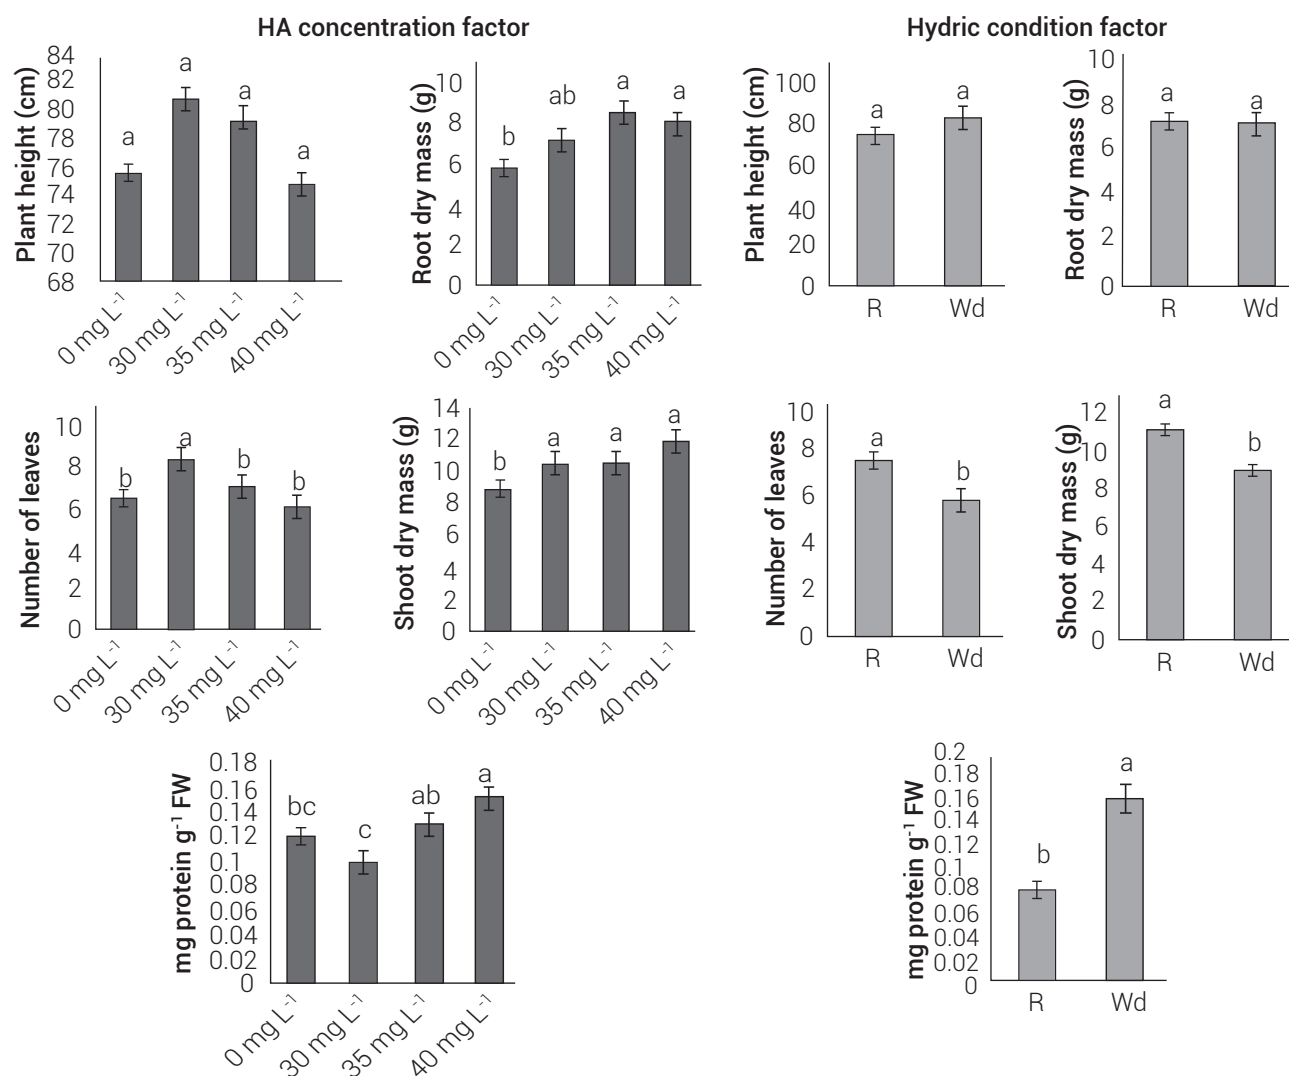 HA concentration factor
Hydric condition factor
Plant height (cm)
84
82
80
78
76
74
72
70
68
a
a
a
a
0 mg L⁻¹
30 mg L⁻¹
35 mg L⁻¹
40 mg L⁻¹
Root dry mass (g)
10
8
6
4
2
0
b
ab
a
a
0 mg L⁻¹
30 mg L⁻¹
35 mg L⁻¹
40 mg L⁻¹
Plant height (cm)
100
80
60
40
20
0
a
a
R
Wd
Root dry mass (g)
10
8
6
4
2
0
a
a
R
Wd
Number of leaves
10
8
6
4
2
0
b
a
b
b
0 mg L⁻¹
30 mg L⁻¹
35 mg L⁻¹
40 mg L⁻¹
Shoot dry mass (g)
14
12
10
8
6
4
2
0
b
a
a
a
0 mg L⁻¹
30 mg L⁻¹
35 mg L⁻¹
40 mg L⁻¹
Number of leaves
10
8
6
4
2
0
a
b
R
Wd
Shoot dry mass (g)
12
10
8
6
4
2
0
a
b
R
Wd
mg protein g⁻¹ FW
0.18
0.16
0.14
0.12
0.1
0.08
0.06
0.04
0.02
0
bc
c
ab
a
0 mg L⁻¹
30 mg L⁻¹
35 mg L⁻¹
40 mg L⁻¹
mg protein g⁻¹ FW
0.2
0.18
0.16
0.14
0.12
0.1
0.08
0.06
0.04
0.02
0
b
a
R
Wd